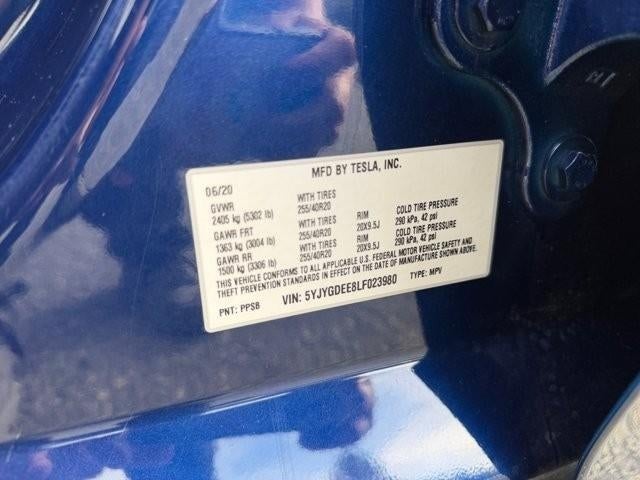 MFD BY TESLA, INC.
06/20
GVWR WITH TIRES
2405 kg (5302 lb) 255/40R20 RIM COLD TIRE PRESSURE
GAWR FRT WITH TIRES 20X9.5J 290 kPa, 42 psi
1363 kg (3004 lb) 255/40R20 RIM COLD TIRE PRESSURE
GAWR RR WITH TIRES 20X9.5J 290 kPa, 42 psi
1500 kg (3306 lb) 255/40R20
THIS VEHICLE CONFORMS TO ALL APPLICABLE U.S. FEDERAL MOTOR VEHICLE SAFETY AND
THEFT PREVENTION STANDARDS IN EFFECT ON THE DATE OF MANUFACTURE SHOWN ABOVE.
PNT: PPSB VIN: 5YJYGDEE8LF023980 TYPE: MPV